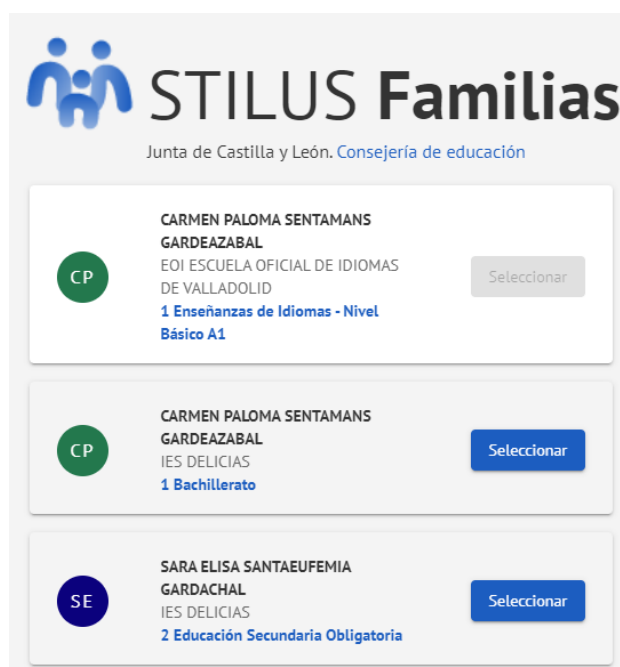 STILUS Familias
Junta de Castilla y León. Consejería de educación
CP
CARMEN PALOMA SENTAMANS
GARDEAZABAL
EOI ESCUELA OFICIAL DE IDIOMAS
DE VALLADOLID
1 Enseñanzas de Idiomas - Nivel
Básico A1
Seleccionar
CP
CARMEN PALOMA SENTAMANS
GARDEAZABAL
IES DELICIAS
1 Bachillerato
Seleccionar
SE
SARA ELISA SANTAEUFEMIA
GARDACHAL
IES DELICIAS
2 Educación Secundaria Obligatoria
Seleccionar